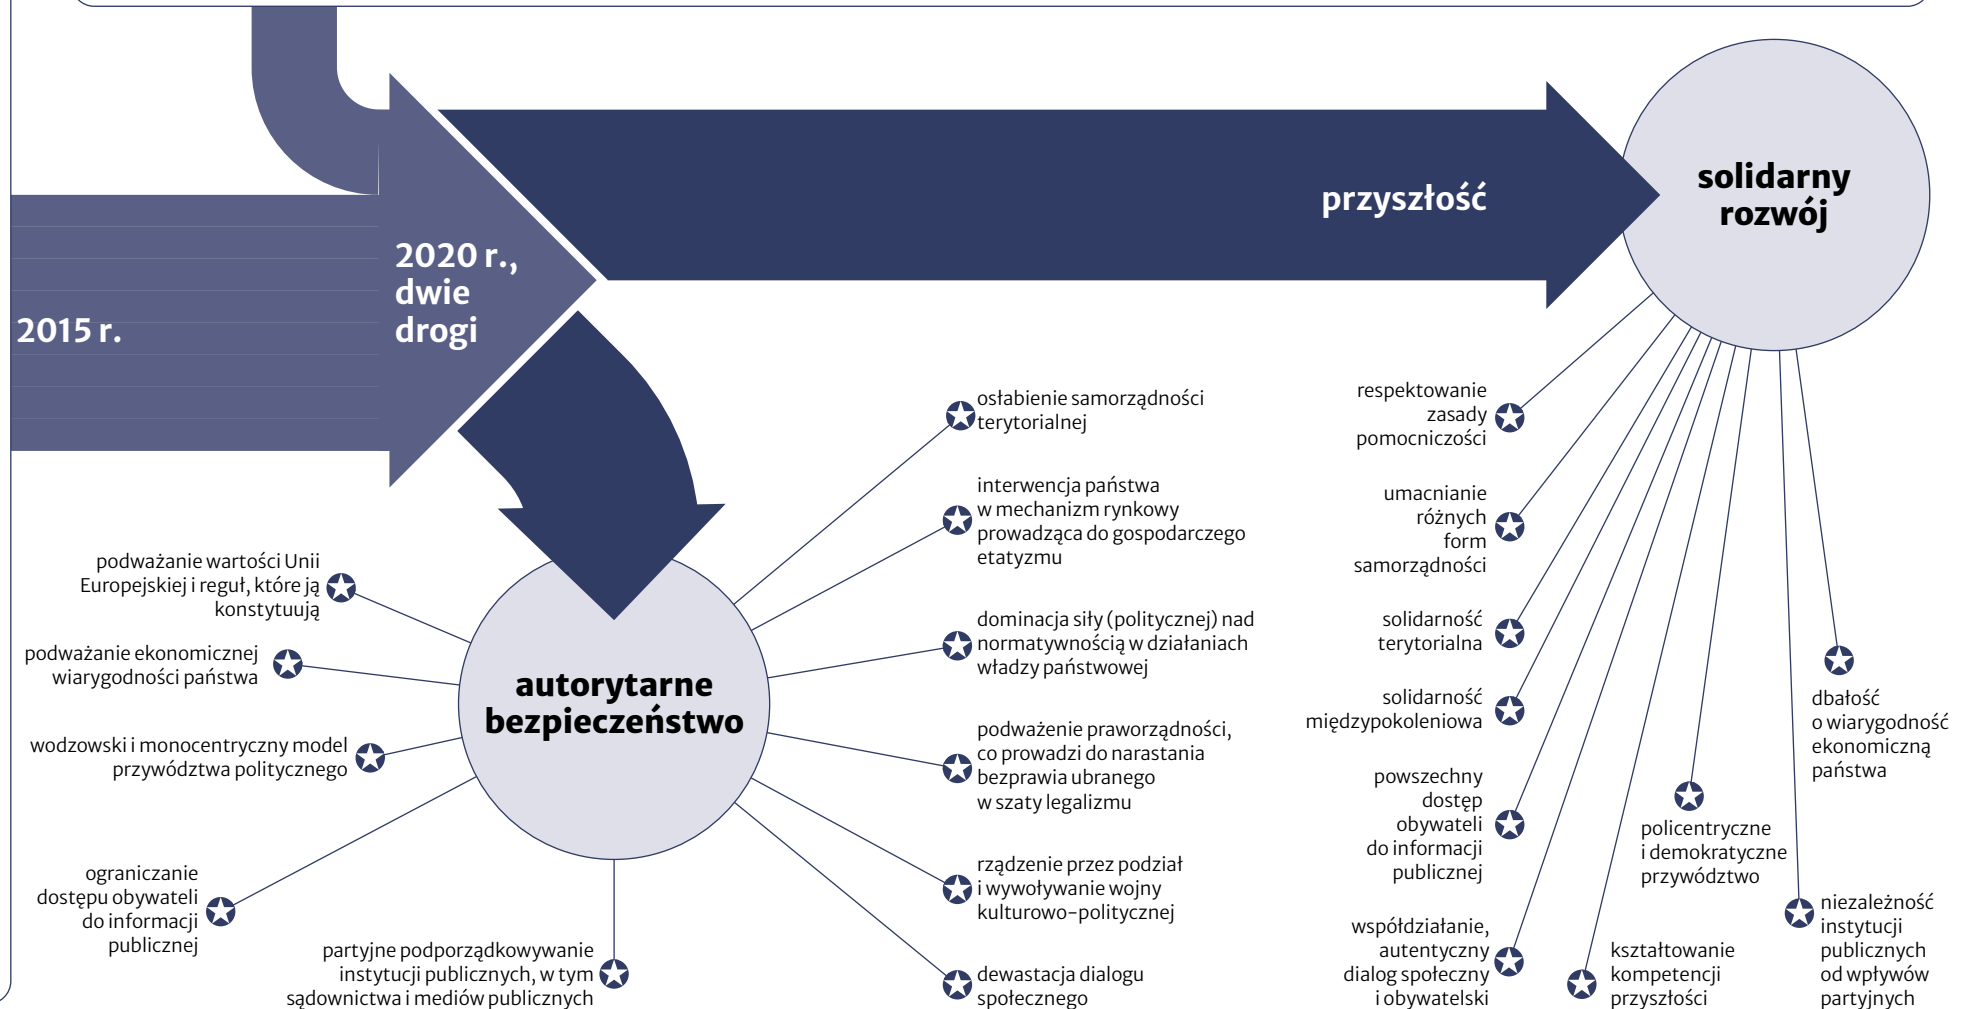 przyszłość
solidarny
rozwój
2020 r.,
dwie
drogi
2015 r.
podważanie wartości Unii
Europejskiej i reguł, które ją
konstytuują
podważanie ekonomicznej
wiarygodności państwa
wodzowski i monocentryczny model
przywództwa politycznego
ograniczanie
dostępu obywateli
do informacji
publicznej
partyjne podporządkowywanie
instytucji publicznych, w tym
sądownictwa i mediów publicznych
autorytarne
bezpieczeństwo
osłabienie samorządności
terytorialnej
interwencja państwa
w mechanizm rynkowy
prowadząca do gospodarczego
etatyzmu
dominacja siły (politycznej) nad
normatywnością w działaniach
władzy państwowej
podważenie praworządności,
co prowadzi do narastania
bezprawia ubranego
w szaty legalizmu
rządzenie przez podział
i wywoływanie wojny
kulturowo-politycznej
dewastacja dialogu
społecznego
respektowanie
zasady
pomocniczości
umacnianie
różnych
form
samorządności
solidarność
terytorialna
solidarność
międzypokoleniowa
powszechny
dostęp
obywateli
do informacji
publicznej
współdziałanie,
autentyczny
dialog społeczny
i obywatelski
kształtowanie
kompetencji
przyszłości
policentryczne
i demokratyczne
przywództwo
niezależność
instytucji
publicznych
od wpływów
partyjnych
dbałość
o wiarygodność
ekonomiczną
państwa